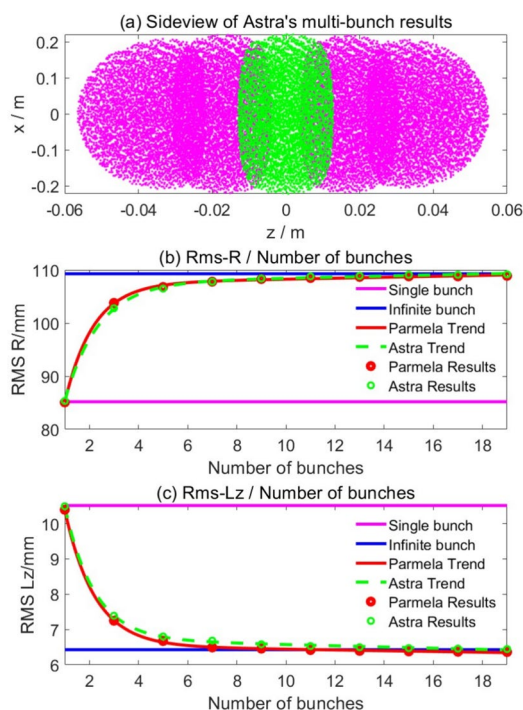 (a) Sideview of Astra's multi-bunch results
0.2
0.1
0
-0.1
-0.2
x / m
-0.06
-0.04
-0.02
0
0.02
0.04
0.06
z / m
(b) Rms-R / Number of bunches
110
100
90
80
RMS R/mm
Single bunch
Infinite bunch
Parmela Trend
Astra Trend
Parmela Results
Astra Results
2
4
6
8
10
12
14
16
18
Number of bunches
(c) Rms-Lz / Number of bunches
10
9
8
7
6
RMS Lz/mm
Single bunch
Infinite bunch
Parmela Trend
Astra Trend
Parmela Results
Astra Results
2
4
6
8
10
12
14
16
18
Number of bunches